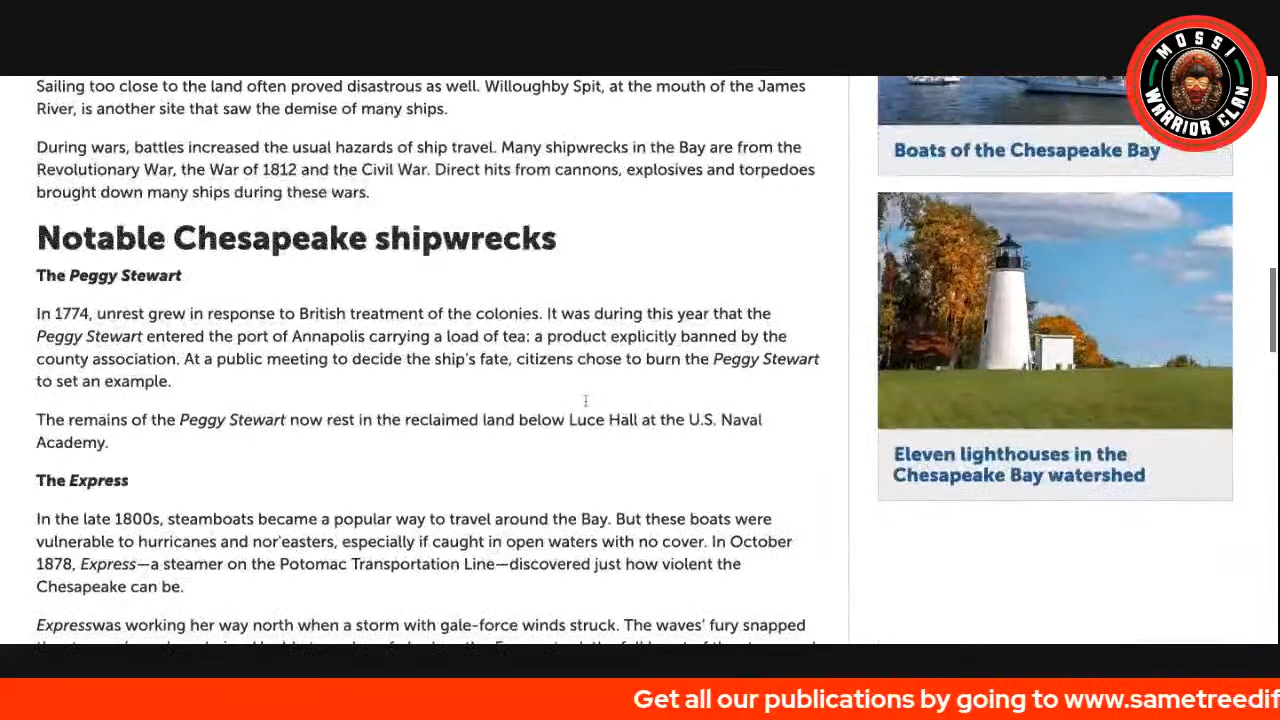 Sailing too close to the land often proved disastrous as well. Willoughby Spit, at the mouth of the James
River, is another site that saw the demise of many ships.
During wars, battles increased the usual hazards of ship travel. Many shipwrecks in the Bay are from the
Revolutionary War, the War of 1812 and the Civil War. Direct hits from cannons, explosives and torpedoes
brought down many ships during these wars.
Notable Chesapeake shipwrecks
The Peggy Stewart
In 1774, unrest grew in response to British treatment of the colonies. It was during this year that the
Peggy Stewart entered the port of Annapolis carrying a load of tea: a product explicitly banned by the
county association. At a public meeting to decide the ship's fate, citizens chose to burn the Peggy Stewart
to set an example.
The remains of the Peggy Stewart now rest in the reclaimed land below Luce Hall at the U.S. Naval
Academy.
The Express
In the late 1800s, steamboats became a popular way to travel around the Bay. But these boats were
vulnerable to hurricanes and nor'easters, especially if caught in open waters with no cover. In October
1878, Express—a steamer on the Potomac Transportation Line—discovered just how violent the
Chesapeake can be.
Expresswas working her way north when a storm with gale-force winds struck. The waves' fury snapped
MOSSI
WARRIOR CLAN
Boats of the Chesapeake Bay
Eleven lighthouses in the
Chesapeake Bay watershed
Get all our publications by going to www.sametreedif